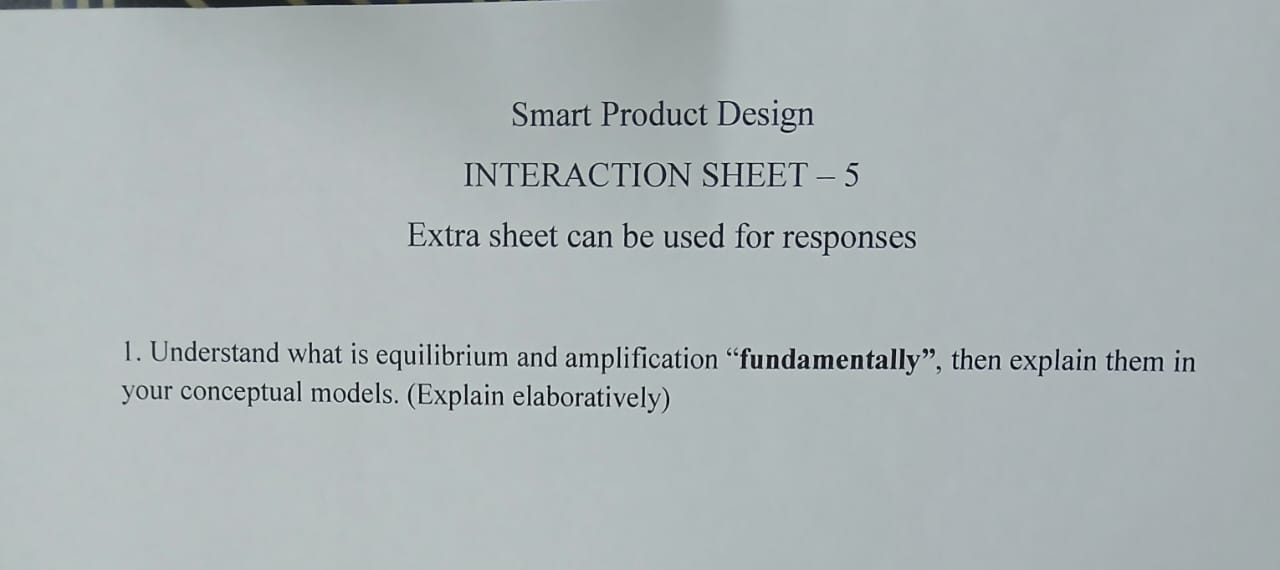 Smart Product Design
INTERACTION SHEET – 5
Extra sheet can be used for responses
1. Understand what is equilibrium and amplification “fundamentally”, then explain them in
your conceptual models. (Explain elaboratively)